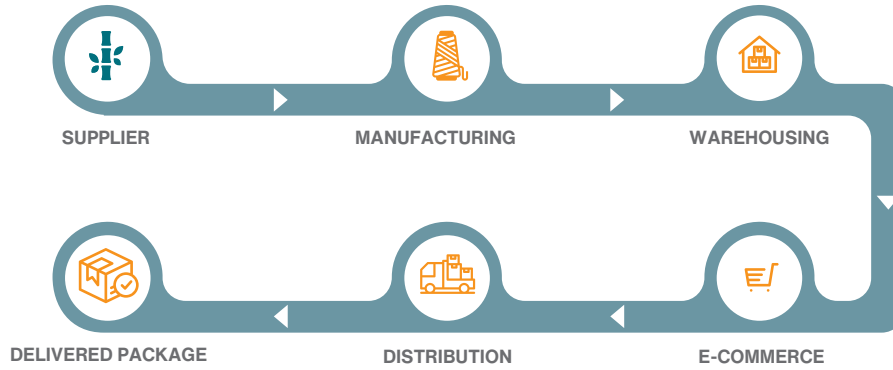 SUPPLIER
MANUFACTURING
WAREHOUSING
DELIVERED PACKAGE
DISTRIBUTION
E-COMMERCE